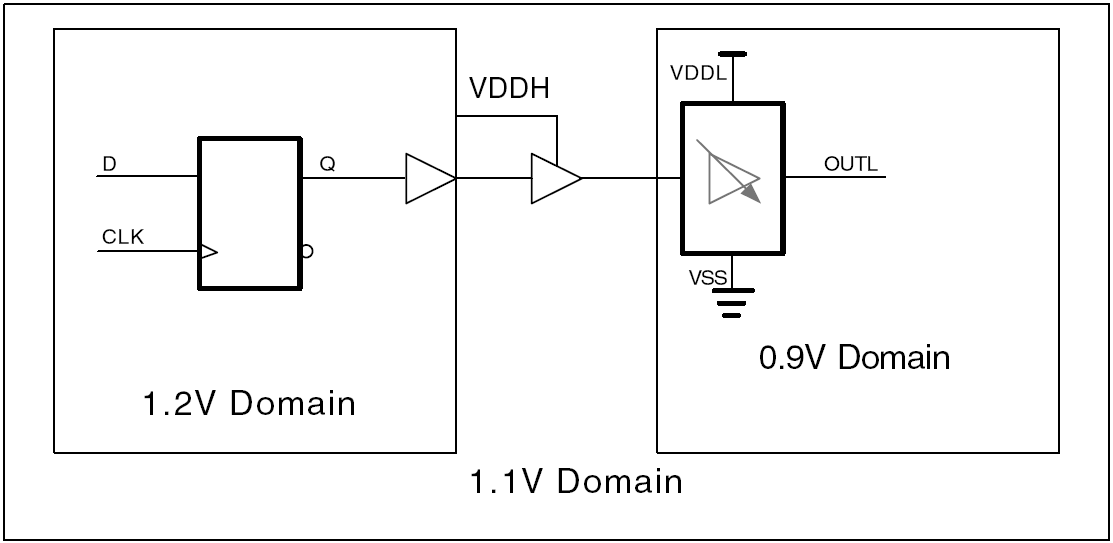 VDDH
VDDL
D
Q
OUTL
CLK
VSS
0.9V Domain
1.2V Domain
1.1V Domain